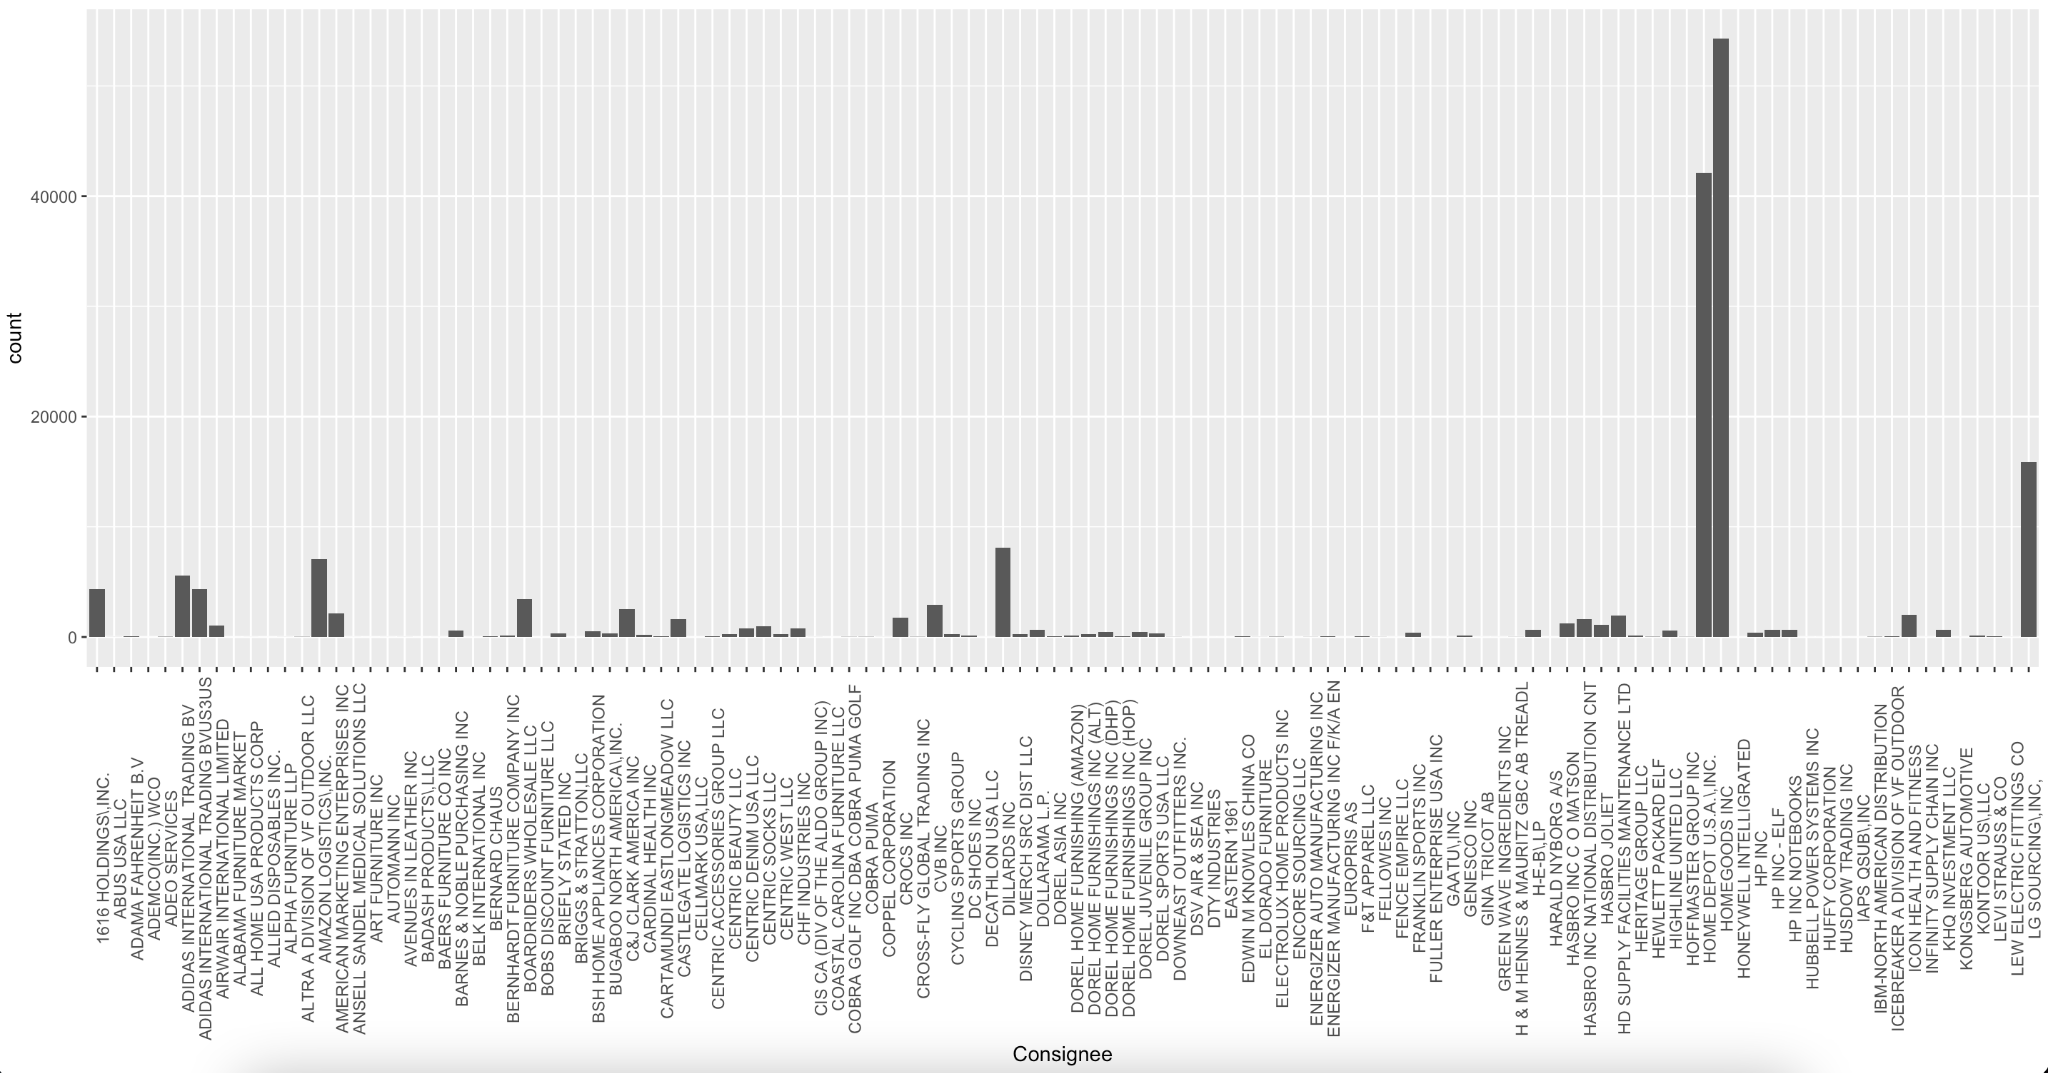 count
40000
20000
0
1616 HOLDINGS\,INC.
ABUS USA LLC
ADAMA FAHRENHEIT B.V
ADEMCO(INC.)WCO
ADEO SERVICES
ADIDAS INTERNATIONAL TRADING BV
ADIDAS INTERNATIONAL TRADING BVUS3US
AIRWAIR INTERNATIONAL LIMITED
ALABAMA FURNITURE MARKET
ALL HOME USA PRODUCTS CORP
ALLIED DISPOSABLES INC.
ALPHA FURNITURE LLP
ALTRA A DIVISION OF VF OUTDOOR LLC
AMAZON LOGISTICS\,INC.
AMERICAN MARKETING ENTERPRISES INC
ANSELL SANDEL MEDICAL SOLUTIONS LLC
ART FURNITURE INC
AUTOMANN INC
AVENUES IN LEATHER INC
BADASH PRODUCTS\,LLC
BAERS FURNITURE CO INC
BARNES & NOBLE PURCHASING INC
BELK INTERNATIONAL INC
BERNARD CHAUS
BERNHARDT FURNITURE COMPANY INC
BOARDRIDERS WHOLESALE LLC
BOBS DISCOUNT FURNITURE LLC
BRIEFLY STATED INC
BRIGGS & STRATTON,LLC
BSH HOME APPLIANCES CORPORATION
BUGABOO NORTH AMERICA\,INC.
C&J CLARK AMERICA INC
CARDINAL HEALTH INC
CARTAMUNDI EASTLONGMEADOW LLC
CASTLEGATE LOGISTICS INC
CELLMARK USA,LLC
CENTRIC ACCESSORIES GROUP LLC
CENTRIC BEAUTY LLC
CENTRIC DENIM USA LLC
CENTRIC SOCKS LLC
CENTRIC WEST LLC
CHF INDUSTRIES INC
CIS CA (DIV OF THE ALDO GROUP INC)
COASTAL CAROLINA FURNITURE LLC
COBRA GOLF INC DBA COBRA PUMA GOLF
COBRA PUMA
COPPEL CORPORATION
CROCS INC
CROSS-FLY GLOBAL TRADING INC
CVB INC
CYCLING SPORTS GROUP
DC SHOES INC
DECATHLON USA LLC
DILLARDS INC
DISNEY MERCH SRC DIST LLC
DOLLARAMA L.P.
DOREL ASIA INC
DOREL HOME FURNISHING (AMAZON)
DOREL HOME FURNISHINGS INC (ALT)
DOREL HOME FURNISHINGS INC (DHP)
DOREL HOME FURNISHINGS INC (HOP)
DOREL JUVENILE GROUP INC
DOREL SPORTS USA LLC
DOWNEAST OUTFITTERS INC.
DSV AIR & SEA INC
DTY INDUSTRIES
EASTERN 1961
EDWIN M KNOWLES CHINA CO
EL DORADO FURNITURE
ELECTROLUX HOME PRODUCTS INC
ENCORE SOURCING LLC
ENERGIZER AUTO MANUFACTURING INC
ENERGIZER MANUFACTURING INC F/K/A EN
EUROPRIS AS
F&T APPAREL LLC
FELLOWES INC
FENCE EMPIRE LLC
FRANKLIN SPORTS INC
FULLER ENTERPRISE USA INC
GAATU\,INC
GENESCO INC
GINA TRICOT AB
GREEN WAVE INGREDIENTS INC
H & M HENNES & MAURITZ GBC AB TREADL
H-E-B\,LP
HARALD NYBORG A/S
HASBRO INC C O MATSON
HASBRO INC NATIONAL DISTRIBUTION CNT
HASBRO JOLIET
HD SUPPLY FACILITIES MAINTENANCE LTD
HERITAGE GROUP LLC
HEWLETT PACKARD ELF
HIGHLINE UNITED LLC
HOFFMASTER GROUP INC
HOME DEPOT U.S.A.\,INC.
HOMEGOODS INC
HONEYWELL INTELLIGRATED
HP INC
HP INC - ELF
HP INC NOTEBOOKS
HUBBELL POWER SYSTEMS INC
HUFFY CORPORATION
HUSDOW TRADING INC
IAPS QSUB\,INC
IBM-NORTH AMERICAN DISTRIBUTION
ICEBREAKER A DIVISION OF VF OUTDOOR
ICON HEALTH AND FITNESS
INFINITY SUPPLY CHAIN INC
KHQ INVESTMENT LLC
KONGSBERG AUTOMOTIVE
KONTOOR US\,LLC
LEVI STRAUSS & CO
LEW ELECTRIC FITTINGS CO
LG SOURCING\,INC,
Consignee